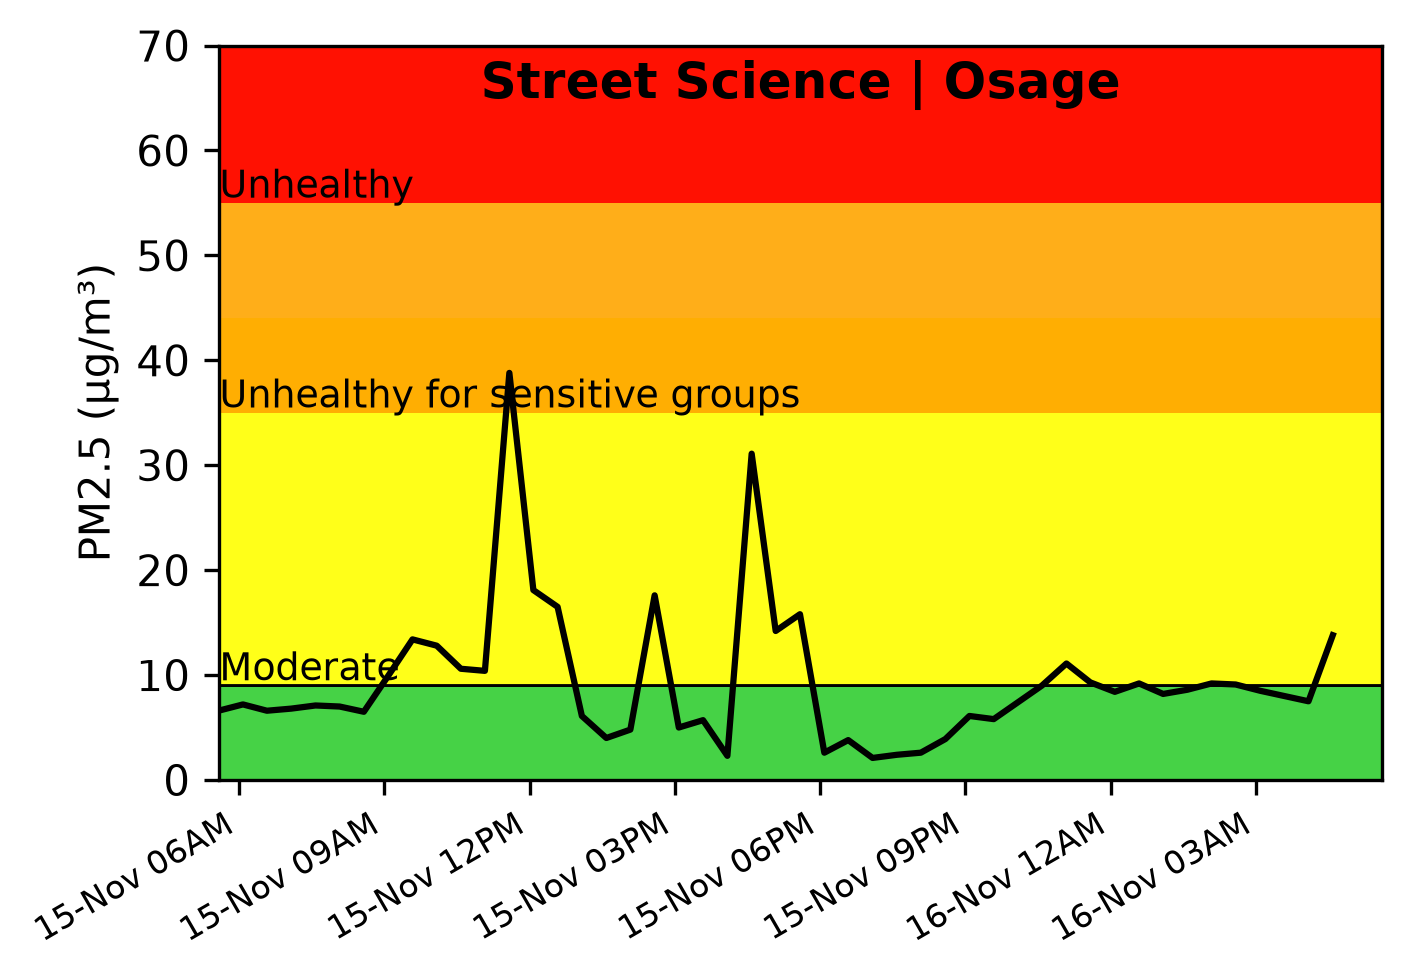 Street Science | Osage
70
60
50
40
30
20
10
0
PM2.5 (µg/m³)
Unhealthy
Unhealthy for sensitive groups
Moderate
15-Nov 06AM
15-Nov 09AM
15-Nov 12PM
15-Nov 03PM
15-Nov 06PM
15-Nov 09PM
16-Nov 12AM
16-Nov 03AM